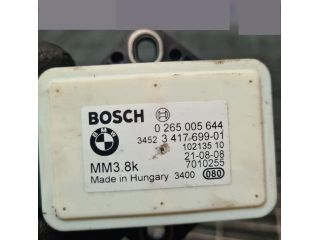 BOSCH
0 265 005 644
BMW
3452 3 417.699-01
102135 10
21-08-08
MM3.8k 7010255
Made in Hungary 3400 080